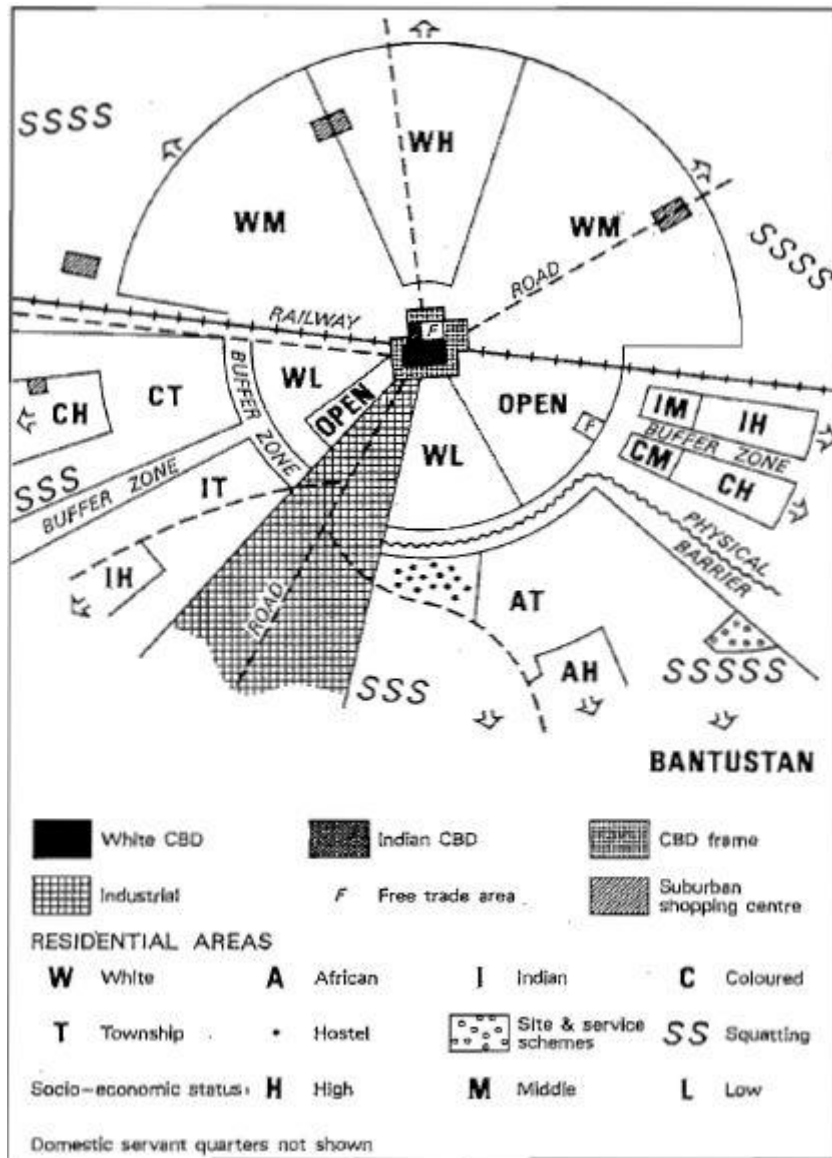 SSSS
WH
WM
WM
SSSS
ROAD
RAILWAY
F
WL
OPEN
OPEN
F
IM
IH
BUFFER ZONE
CM
CH
CT
CH
BUFFER ZONE
WL
SSS
BUFFER ZONE
IT
IH
PHYSICAL
BARRIER
ROAD
AT
AH
SSS
SSSSS
BANTUSTAN
White CBD
Indian CBD
CBD frame
Industrial
F Free trade area
Suburban
shopping centre
RESIDENTIAL AREAS
W White A African I Indian C Coloured
T Township • Hostel Site & service
schemes SS Squatting
Socio-economic status: H High M Middle L Low
Domestic servant quarters not shown